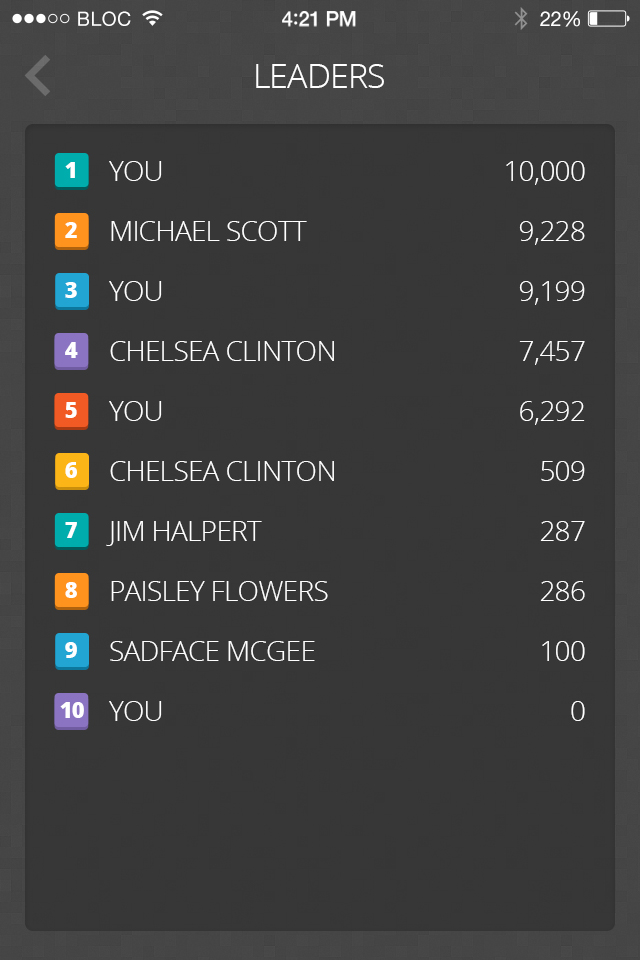 BLOC 4:21 PM 22%
LEADERS
1 YOU 10,000
2 MICHAEL SCOTT 9,228
3 YOU 9,199
4 CHELSEA CLINTON 7,457
5 YOU 6,292
6 CHELSEA CLINTON 509
7 JIM HALPERT 287
8 PAISLEY FLOWERS 286
9 SADFACE MCGEE 100
10 YOU 0